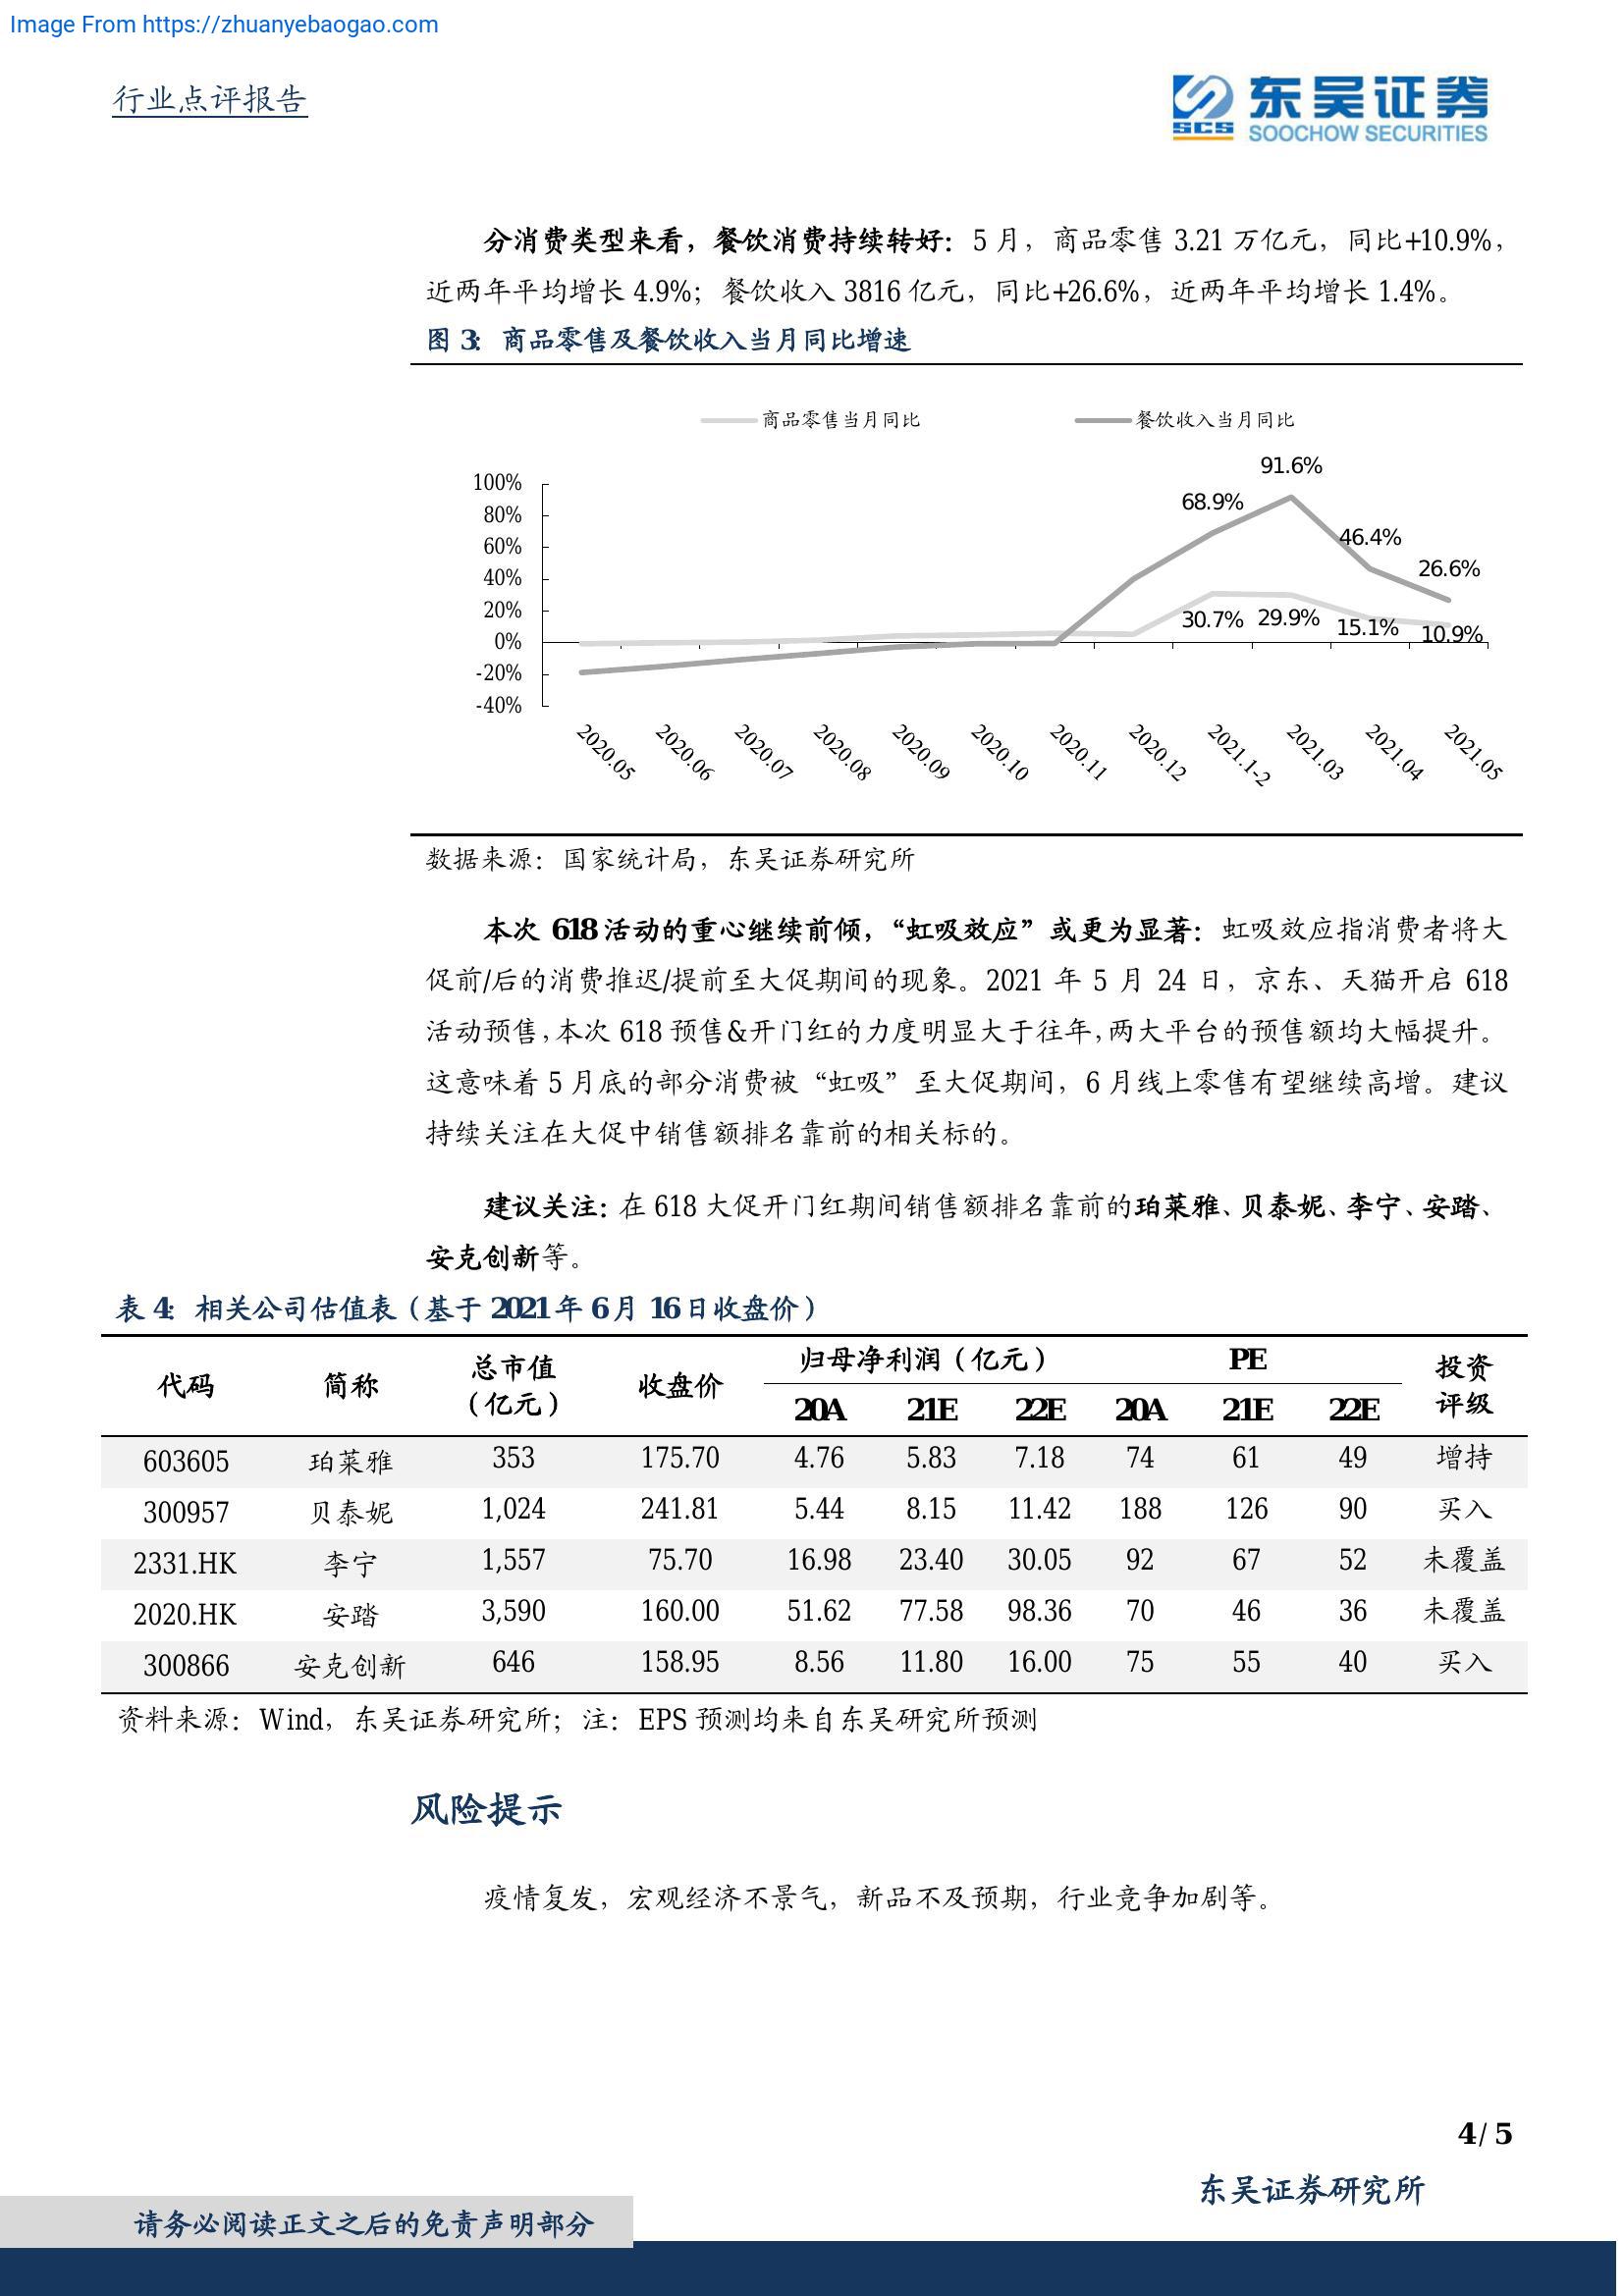 Image From https://zhuanyebaogao.com
行业点评报告
SCS
东吴证券
SOOCHOW SECURITIES
分消费类型来看，餐饮消费持续转好：5 月，商品零售 3.21 万亿元，同比+10.9%，
近两年平均增长 4.9%；餐饮收入 3816 亿元，同比+26.6%，近两年平均增长 1.4%。
图 3：商品零售及餐饮收入当月同比增速
商品零售当月同比 餐饮收入当月同比
100%
80%
60%
40%
20%
0%
-20%
-40%
68.9% 91.6% 46.4% 26.6%
30.7% 29.9% 15.1% 10.9%
2020.05 2020.06 2020.07 2020.08 2020.09 2020.10 2020.11 2020.12 2021.1-2 2021.03 2021.04 2021.05
数据来源：国家统计局，东吴证券研究所
本次 618 活动的重心继续前倾，“虹吸效应”或更为显著：虹吸效应指消费者将大
促前/后的消费推迟/提前至大促期间的现象。2021 年 5 月 24 日，京东、天猫开启 618
活动预售，本次 618 预售&开门红的力度明显大于往年，两大平台的预售额均大幅提升。
这意味着 5 月底的部分消费被“虹吸”至大促期间，6 月线上零售有望继续高增。建议
持续关注在大促中销售额排名靠前的相关标的。
建议关注：在 618 大促开门红期间销售额排名靠前的珀莱雅、贝泰妮、李宁、安踏、
安克创新等。
表 4：相关公司估值表（基于 2021 年 6 月 16 日收盘价）
代码 简称 总市值（亿元） 收盘价 归母净利润（亿元） PE 投资评级
20A 21E 22E 20A 21E 22E
603605 珀莱雅 353 175.70 4.76 5.83 7.18 74 61 49 增持
300957 贝泰妮 1,024 241.81 5.44 8.15 11.42 188 126 90 买入
2331.HK 李宁 1,557 75.70 16.98 23.40 30.05 92 67 52 未覆盖
2020.HK 安踏 3,590 160.00 51.62 77.58 98.36 70 46 36 未覆盖
300866 安克创新 646 158.95 8.56 11.80 16.00 75 55 40 买入
资料来源：Wind，东吴证券研究所；注：EPS 预测均来自东吴研究所预测
风险提示
疫情复发，宏观经济不景气，新品不及预期，行业竞争加剧等。
4 / 5
东吴证券研究所
请务必阅读正文之后的免责声明部分